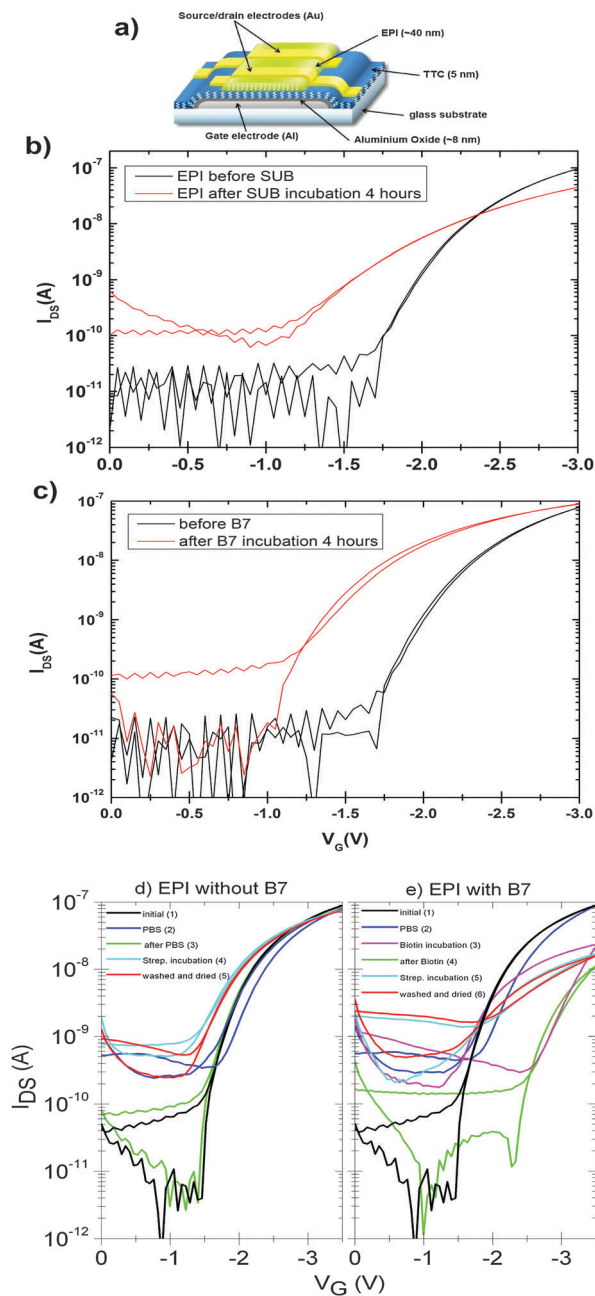 a)
Source/drain electrodes (Au)
EPI (~40 nm)
TTC (5 nm)
glass substrate
Gate electrode (Al)
Aluminium Oxide (~8 nm)
b)
10-7
EPI before SUB
EPI after SUB incubation 4 hours
10-8
10-9
IDS(A)
10-10
10-11
10-12
0.0 -0.5 -1.0 -1.5 -2.0 -2.5 -3.0
c)
10-7
before B7
after B7 incubation 4 hours
10-8
10-9
IDS(A)
10-10
10-11
10-12
0.0 -0.5 -1.0 -1.5 -2.0 -2.5 -3.0
VG(V)
d) EPI without B7
10-7
initial (1)
PBS (2)
after PBS (3)
Strep. incubation (4)
washed and dried (5)
10-8
10-9
IDS (A)
10-10
10-11
10-12
0 -1 -2 -3
e) EPI with B7
initial (1)
PBS (2)
Biotin incubation (3)
after Biotin (4)
Strep. incubation (5)
washed and dried (6)
0 -1 -2 -3
VG (V)